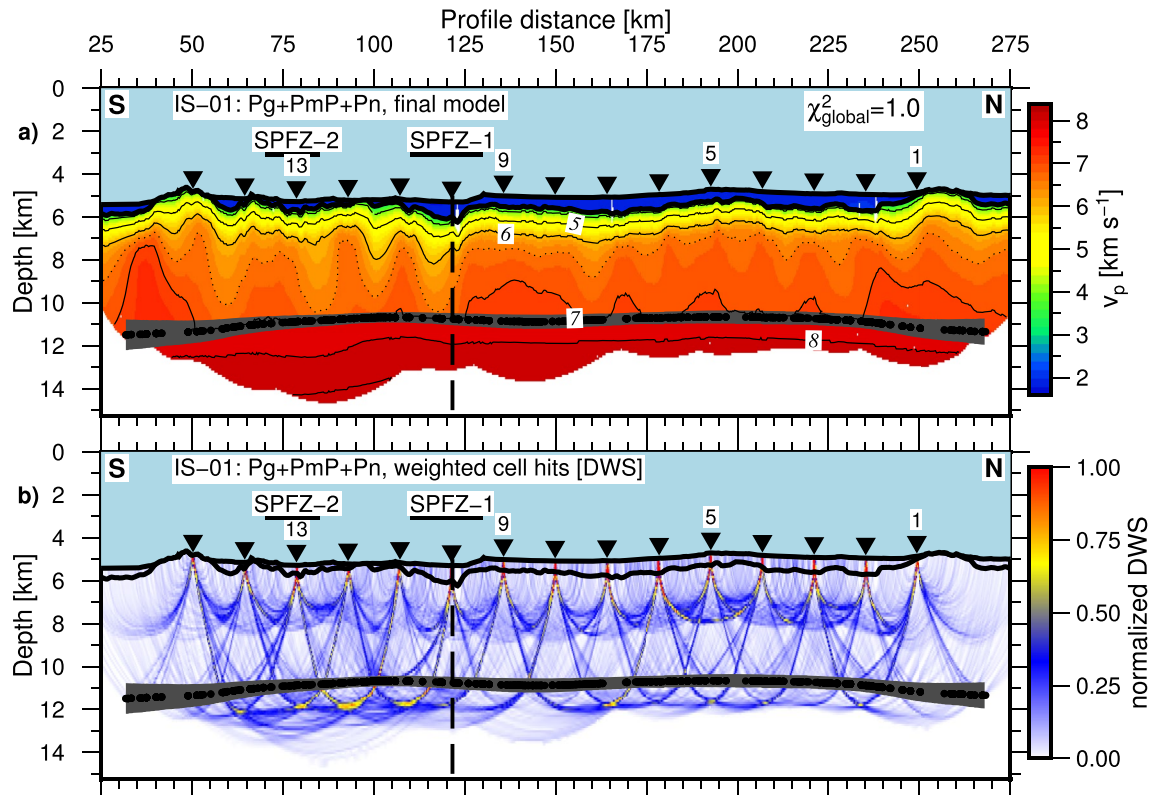 Profile distance [km]
25 50 75 100 125 150 175 200 225 250 275
a)
S IS−01: Pg+PmP+Pn, final model χ²global=1.0 N
SPFZ−2 SPFZ−1
13 9 5 1
0
2
4
6
8
10
12
14
Depth [km]
5
6
7
8
8
7
6
5
4
3
2
vp [km s−1]
b)
S IS−01: Pg+PmP+Pn, weighted cell hits [DWS] N
SPFZ−2 SPFZ−1
13 9 5 1
0
2
4
6
8
10
12
14
Depth [km]
1.00
0.75
0.50
0.25
0.00
normalized DWS